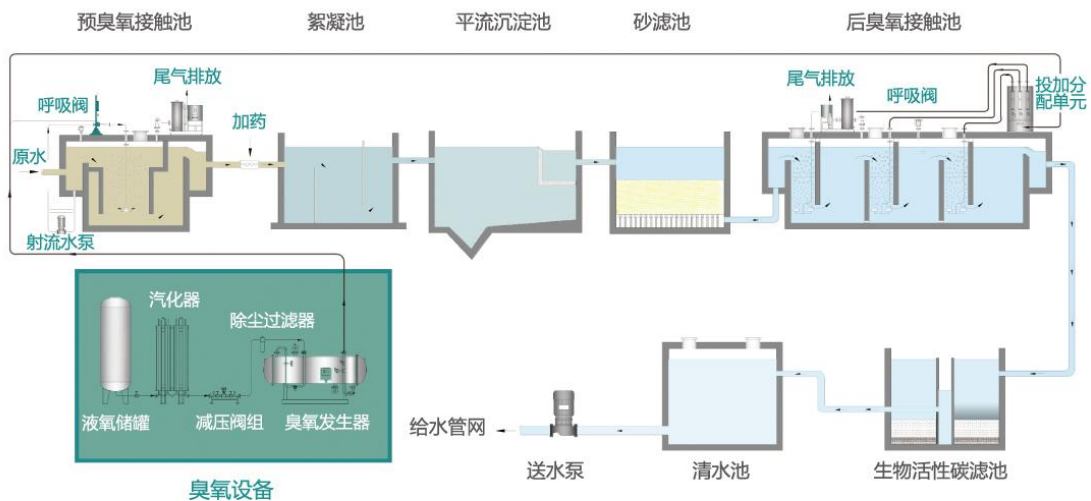 预臭氧接触池
絮凝池
平流沉淀池
砂滤池
后臭氧接触池
尾气排放
呼吸阀
加药
原水
射流水泵
尾气排放
呼吸阀
投加分
配单元
汽化器
除尘过滤器
液氧储罐
减压阀组
臭氧发生器
臭氧设备
给水管网
送水泵
清水池
生物活性碳滤池